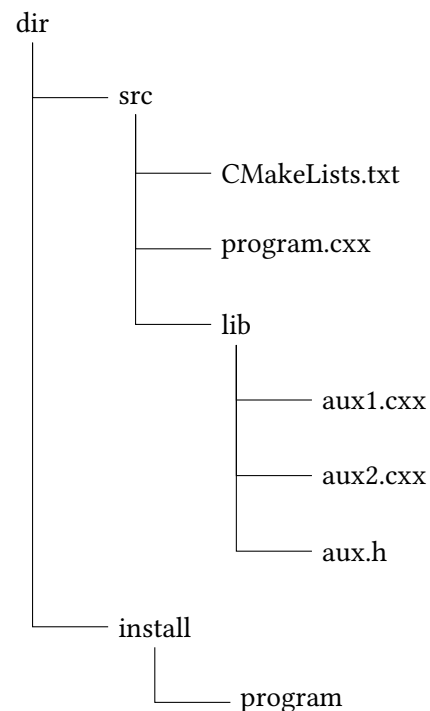 dir
src
CMakeLists.txt
program.cxx
lib
aux1.cxx
aux2.cxx
aux.h
install
program